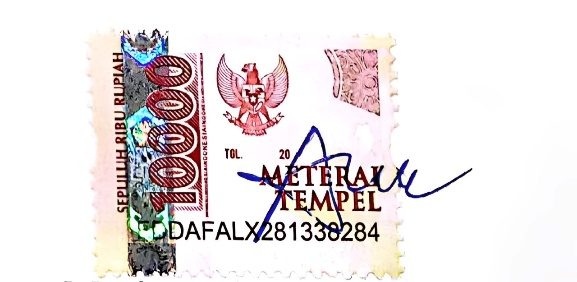 SEPULUH RIBU RUPIAH
10000
TGL. 20
METERAI
TEMPEL
DDAFALX281338284